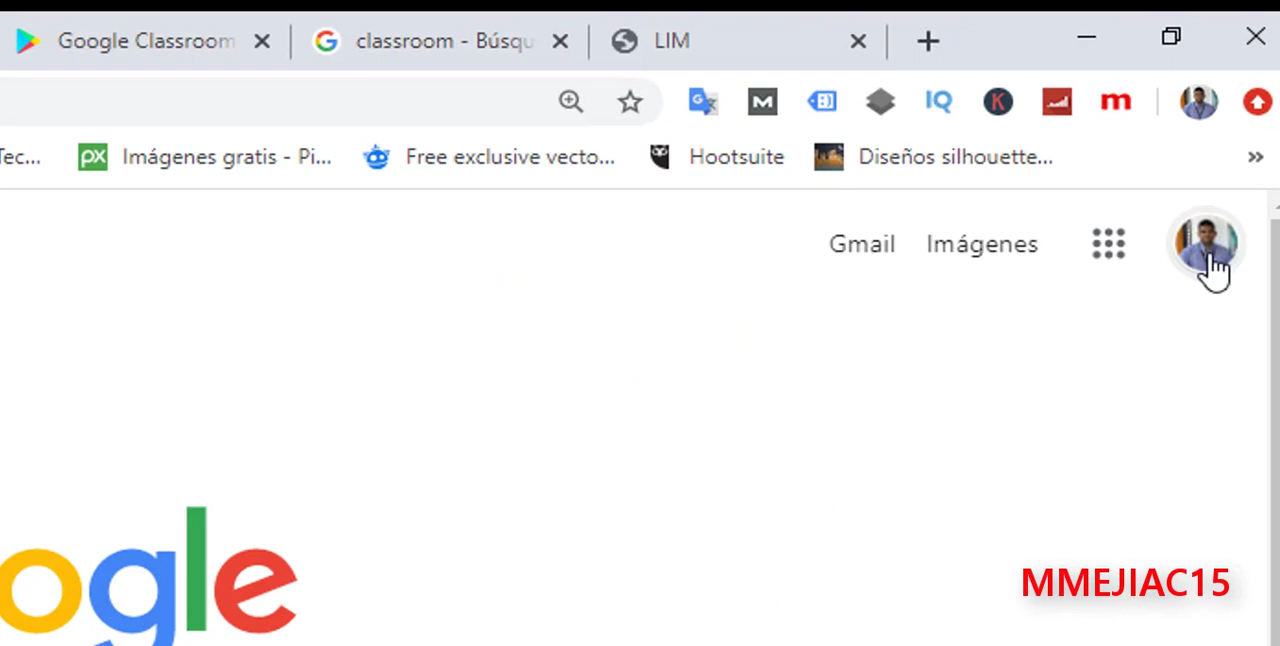 Google Classroom classroom - Búsqu LIM
IQ K m
Tec... px Imágenes gratis - Pi... Free exclusive vecto... Hootsuite Diseños silhouette... »
Gmail Imágenes
ogle
MMEJIAC15